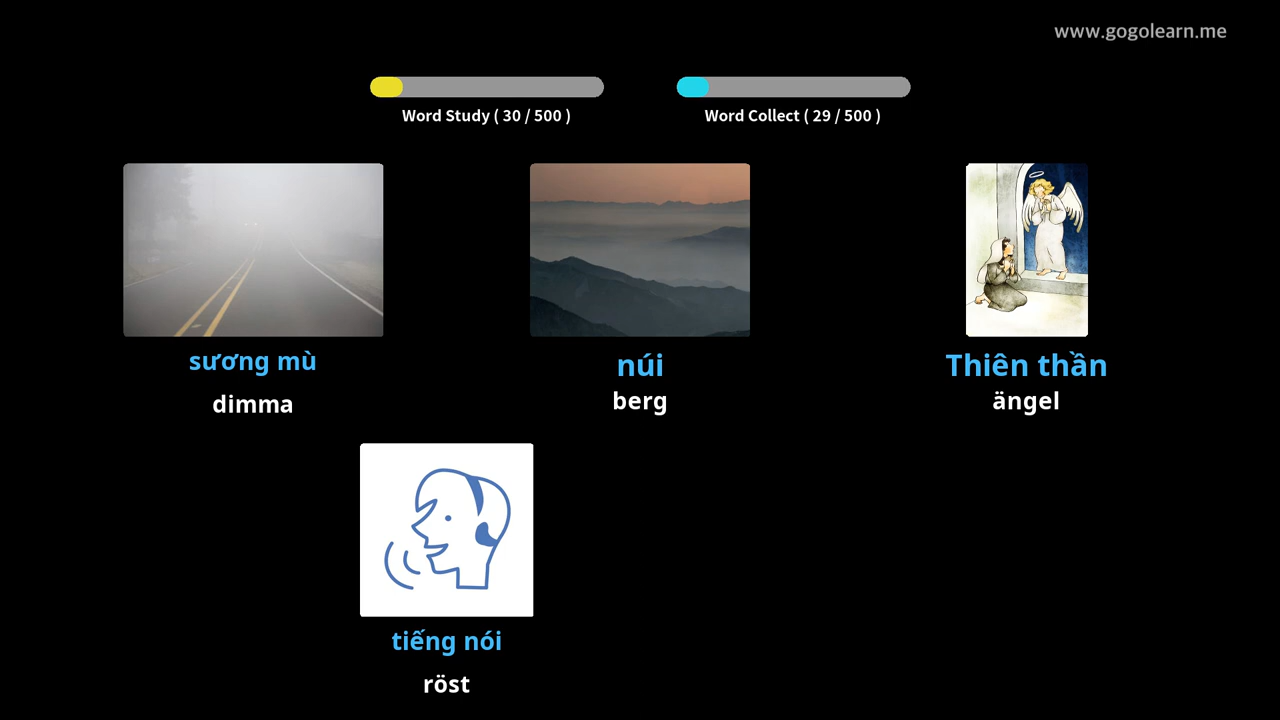 www.gogolearn.me
Word Study ( 30 / 500 )
Word Collect ( 29 / 500 )
sương mù
dimma
núi
berg
Thiên thần
ängel
tiếng nói
röst